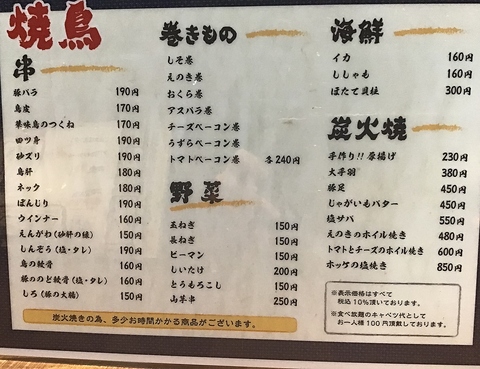 焼鳥
串
豚バラ 190円
鳥皮 170円
華味鳥のつくね 170円
四ツ身 190円
砂ズリ 190円
鳥肝 180円
ネック 180円
ぼんじり 190円
ウインナー 160円
えんがわ(砂肝の縁) 150円
しんぞう(塩・タレ) 190円
鳥の軟骨 160円
豚ののど軟骨(塩・タレ) 160円
しろ(豚の大腸) 150円
巻きもの
しそ巻
えのき巻
おくら巻
アスパラ巻
チーズベーコン巻
うずらベーコン巻
トマトベーコン巻 各240円
野菜
玉ねぎ 150円
長ねぎ 150円
ピーマン 150円
しいたけ 200円
とうもろこし 150円
山芋串 250円
海鮮
イカ 160円
ししゃも 160円
ほたて貝柱 300円
炭火焼
手作り!!厚揚げ 230円
大手羽 380円
豚足 450円
じゃがいもバター 450円
塩サバ 550円
えのきのホイル焼き 480円
トマトとチーズのホイル焼き 600円
ホッケの塩焼き 850円
※表示価格はすべて
税込10%頂いております。
※食べ放題のキャベツ代として
お一人様100円頂戴しております。
炭火焼きの為、多少お時間かかる商品がございます。